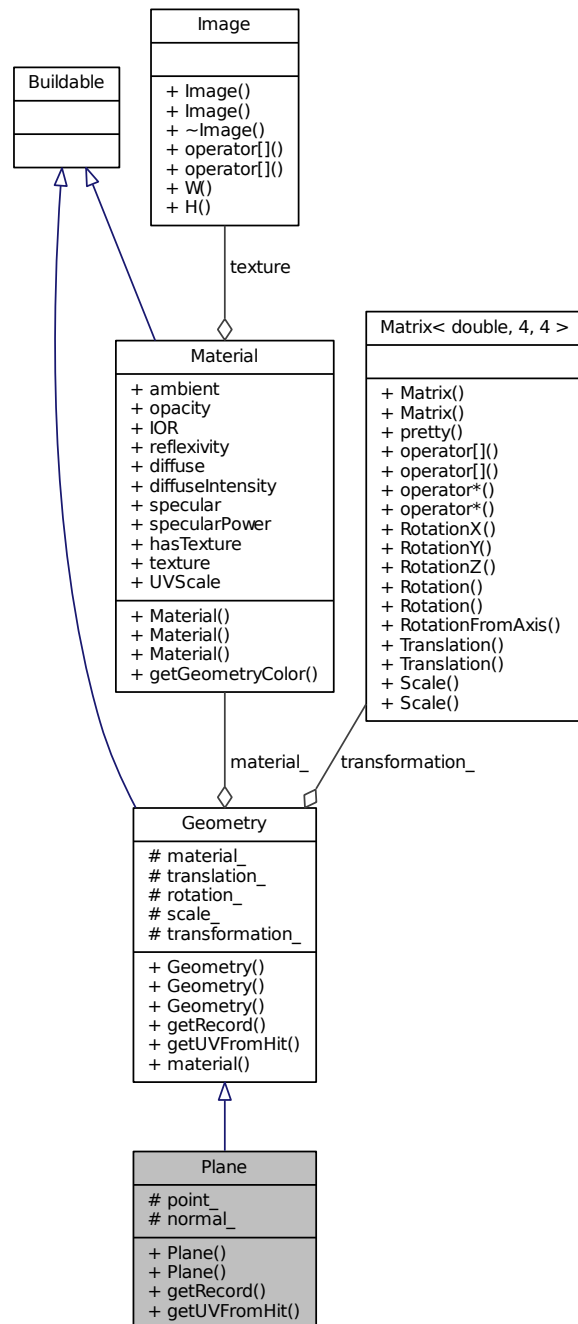 Image
+ Image()
+ Image()
+ ~Image()
+ operator[]()
+ operator[]()
+ W()
+ H()
Buildable
texture
Material
+ ambient
+ opacity
+ IOR
+ reflexivity
+ diffuse
+ diffuseIntensity
+ specular
+ specularPower
+ hasTexture
+ texture
+ UVScale
+ Material()
+ Material()
+ Material()
+ getGeometryColor()
Matrix< double, 4, 4 >
+ Matrix()
+ Matrix()
+ pretty()
+ operator[]()
+ operator[]()
+ operator*()
+ operator*()
+ RotationX()
+ RotationY()
+ RotationZ()
+ Rotation()
+ Rotation()
+ RotationFromAxis()
+ Translation()
+ Translation()
+ Scale()
+ Scale()
material_
transformation_
Geometry
# material_
# translation_
# rotation_
# scale_
# transformation_
+ Geometry()
+ Geometry()
+ Geometry()
+ getRecord()
+ getUVFromHit()
+ material()
Plane
# point_
# normal_
+ Plane()
+ Plane()
+ getRecord()
+ getUVFromHit()